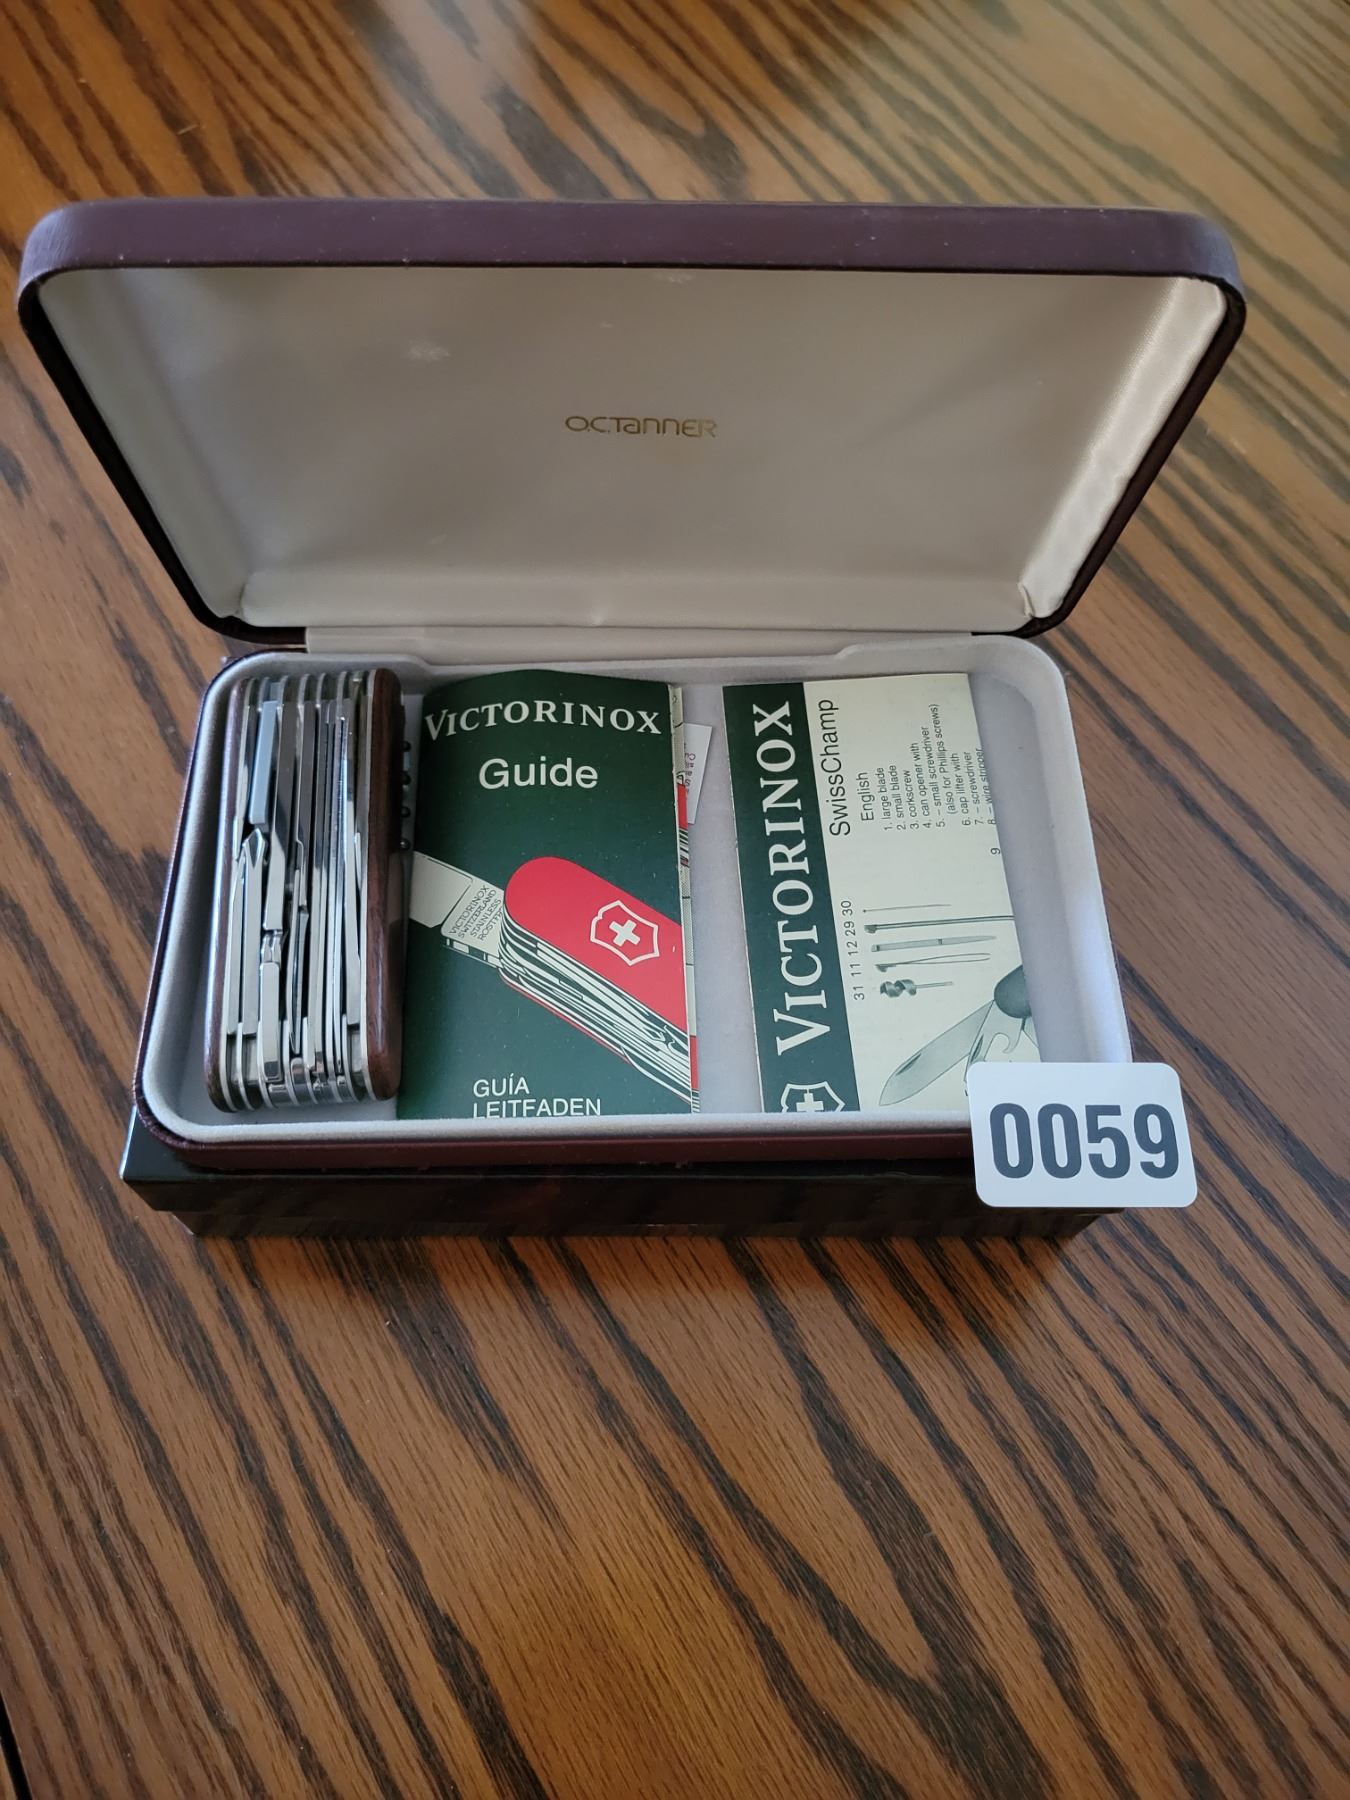 O.C.Tanner
VICTORINOX
Guide
VICTORINOX
SWITZERLAND
STAINLESS
ROSTFR
GUÍA
LEITFADEN
VICTORINOX
SwissChamp
English
1. large blade
2. small blade
3. corkscrew
4. can opener with
5. – small screwdriver
(also for Phillips screws)
6. cap lifter with
7. – screwdriver
8. – wire stripper
9
31 11 12 29 30
0059